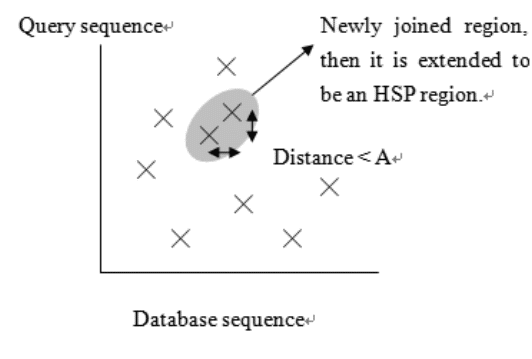 Query sequence↵
Newly joined region,
then it is extended to
be an HSP region.↵
Distance < A↵
Database sequence↵